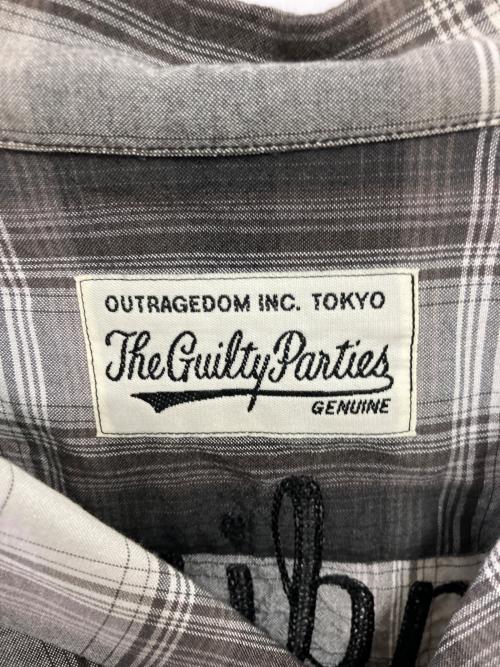 OUTRAGEDOM INC. TOKYO
The Guilty Parties
GENUINE